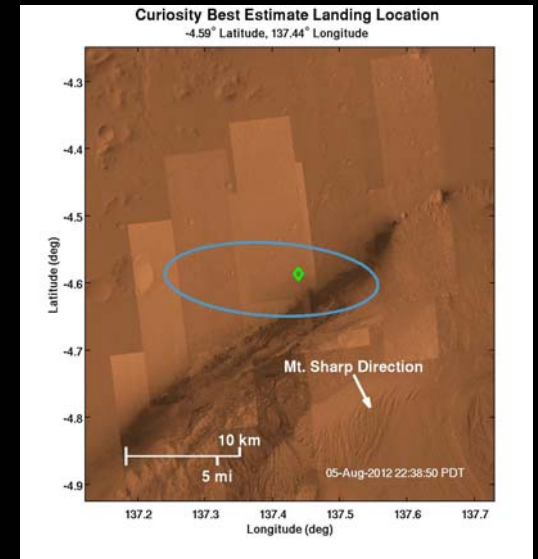 Curiosity Best Estimate Landing Location
-4.59° Latitude, 137.44° Longitude
Latitude (deg)
-4.3
-4.4
-4.5
-4.6
-4.7
-4.8
-4.9
Mt. Sharp Direction
10 km
5 mi
05-Aug-2012 22:38:50 PDT
137.2 137.3 137.4 137.5 137.6 137.7
Longitude (deg)